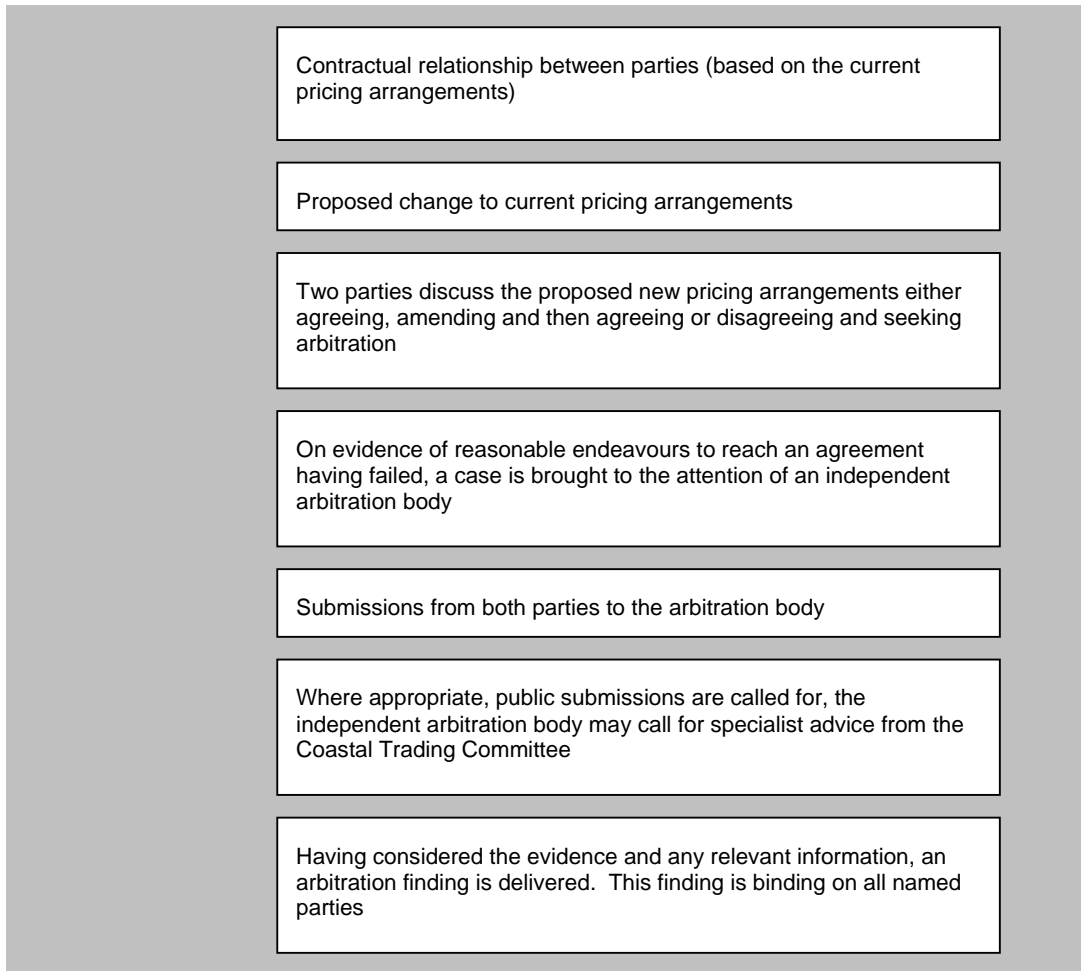 Contractual relationship between parties (based on the current
pricing arrangements)
Proposed change to current pricing arrangements
Two parties discuss the proposed new pricing arrangements either
agreeing, amending and then agreeing or disagreeing and seeking
arbitration
On evidence of reasonable endeavours to reach an agreement
having failed, a case is brought to the attention of an independent
arbitration body
Submissions from both parties to the arbitration body
Where appropriate, public submissions are called for, the
independent arbitration body may call for specialist advice from the
Coastal Trading Committee
Having considered the evidence and any relevant information, an
arbitration finding is delivered.  This finding is binding on all named
parties